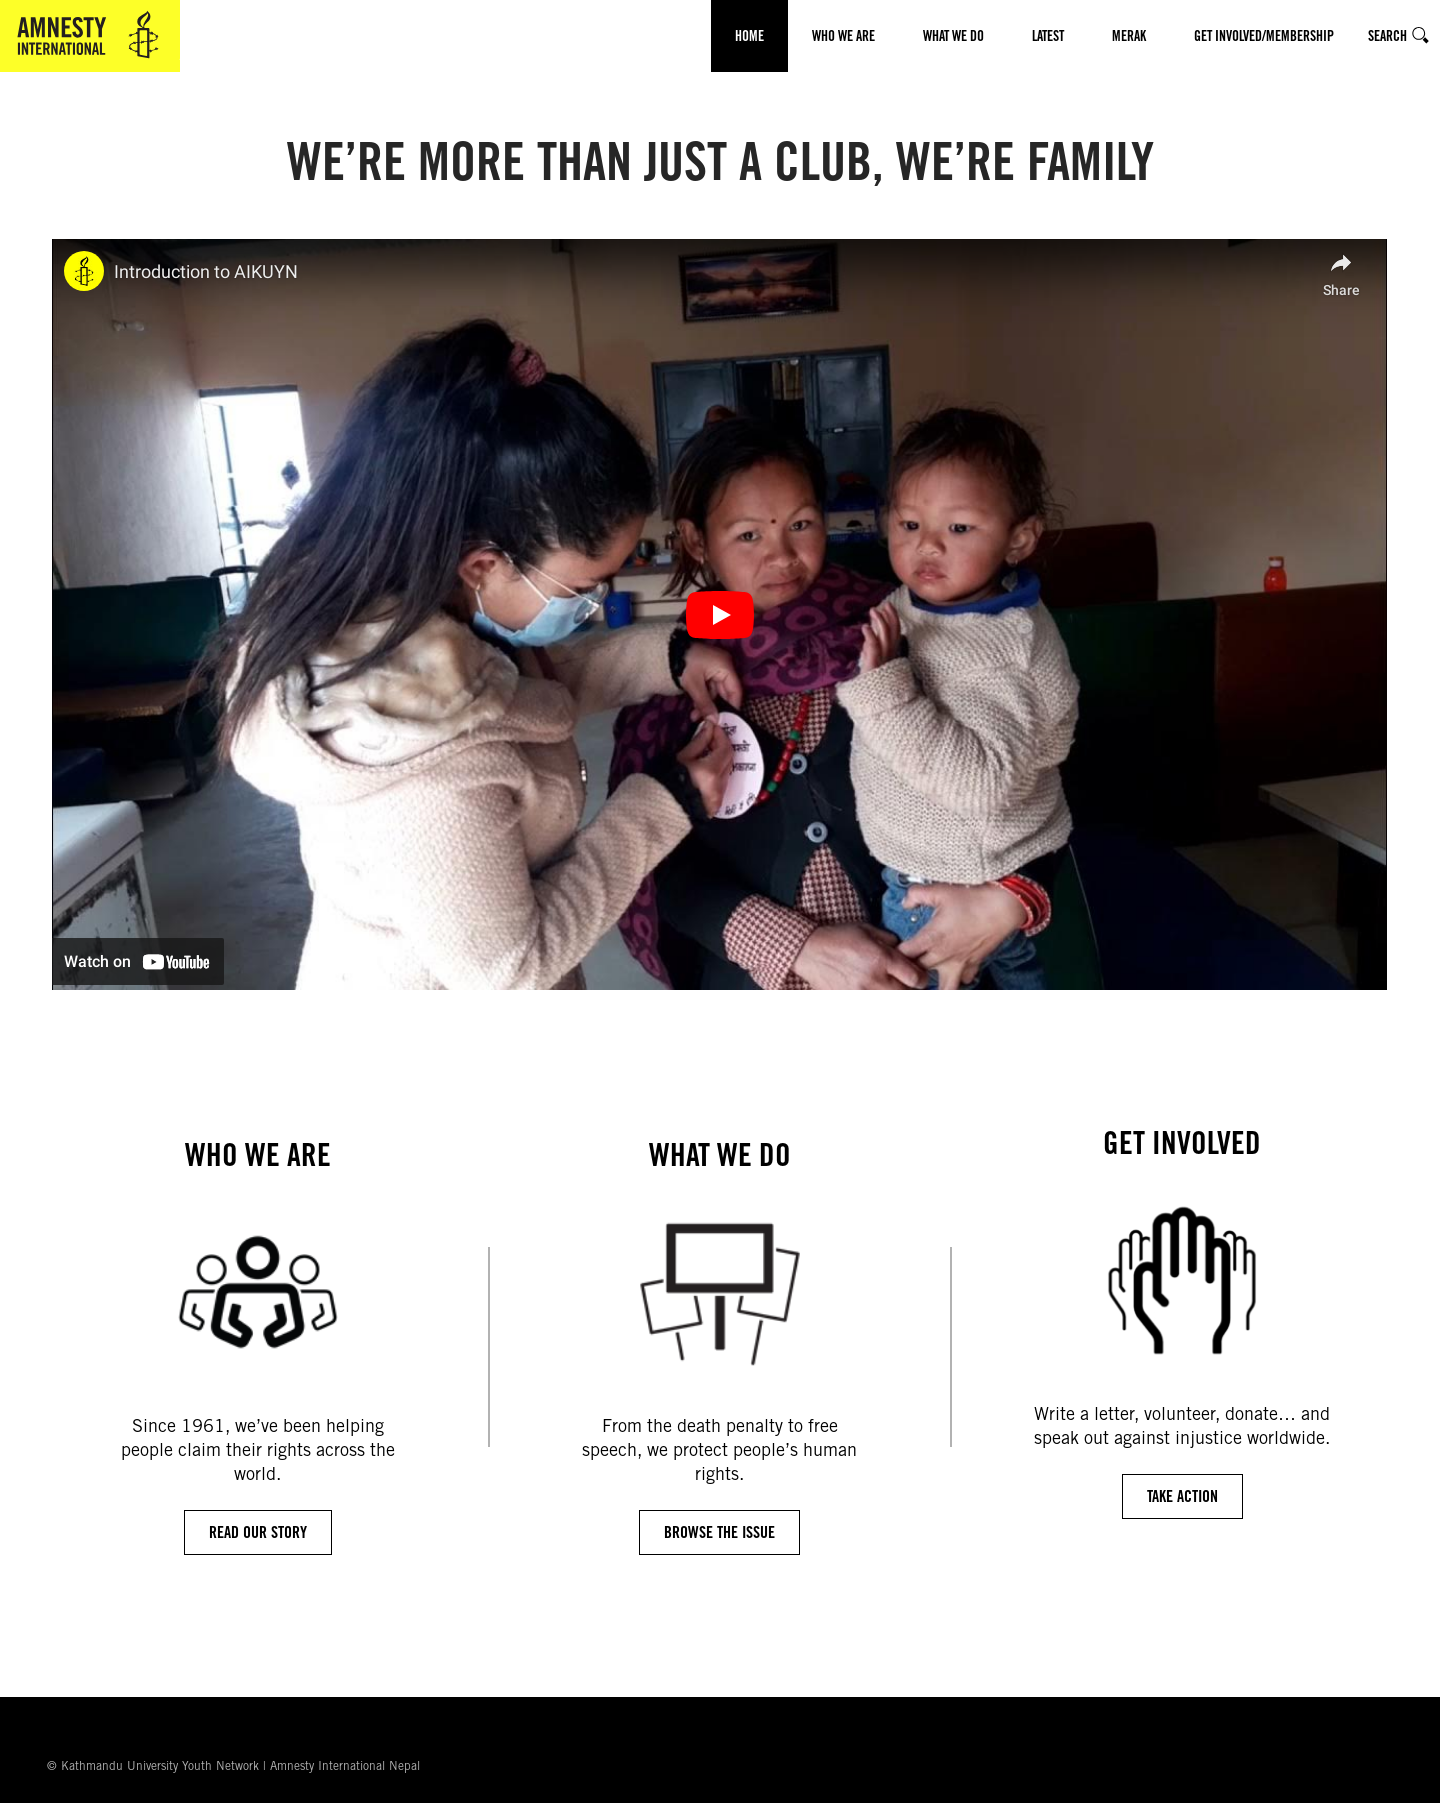 AMNESTY
INTERNATIONAL
HOME
WHO WE ARE
WHAT WE DO
LATEST
MERAK
GET INVOLVED/MEMBERSHIP
SEARCH
WE’RE MORE THAN JUST A CLUB, WE’RE FAMILY
Introduction to AIKUYN
Share
Watch on YouTube
WHO WE ARE
Since 1961, we’ve been helping
people claim their rights across the
world.
READ OUR STORY
WHAT WE DO
From the death penalty to free
speech, we protect people’s human
rights.
BROWSE THE ISSUE
GET INVOLVED
Write a letter, volunteer, donate… and
speak out against injustice worldwide.
TAKE ACTION
© Kathmandu University Youth Network | Amnesty International Nepal